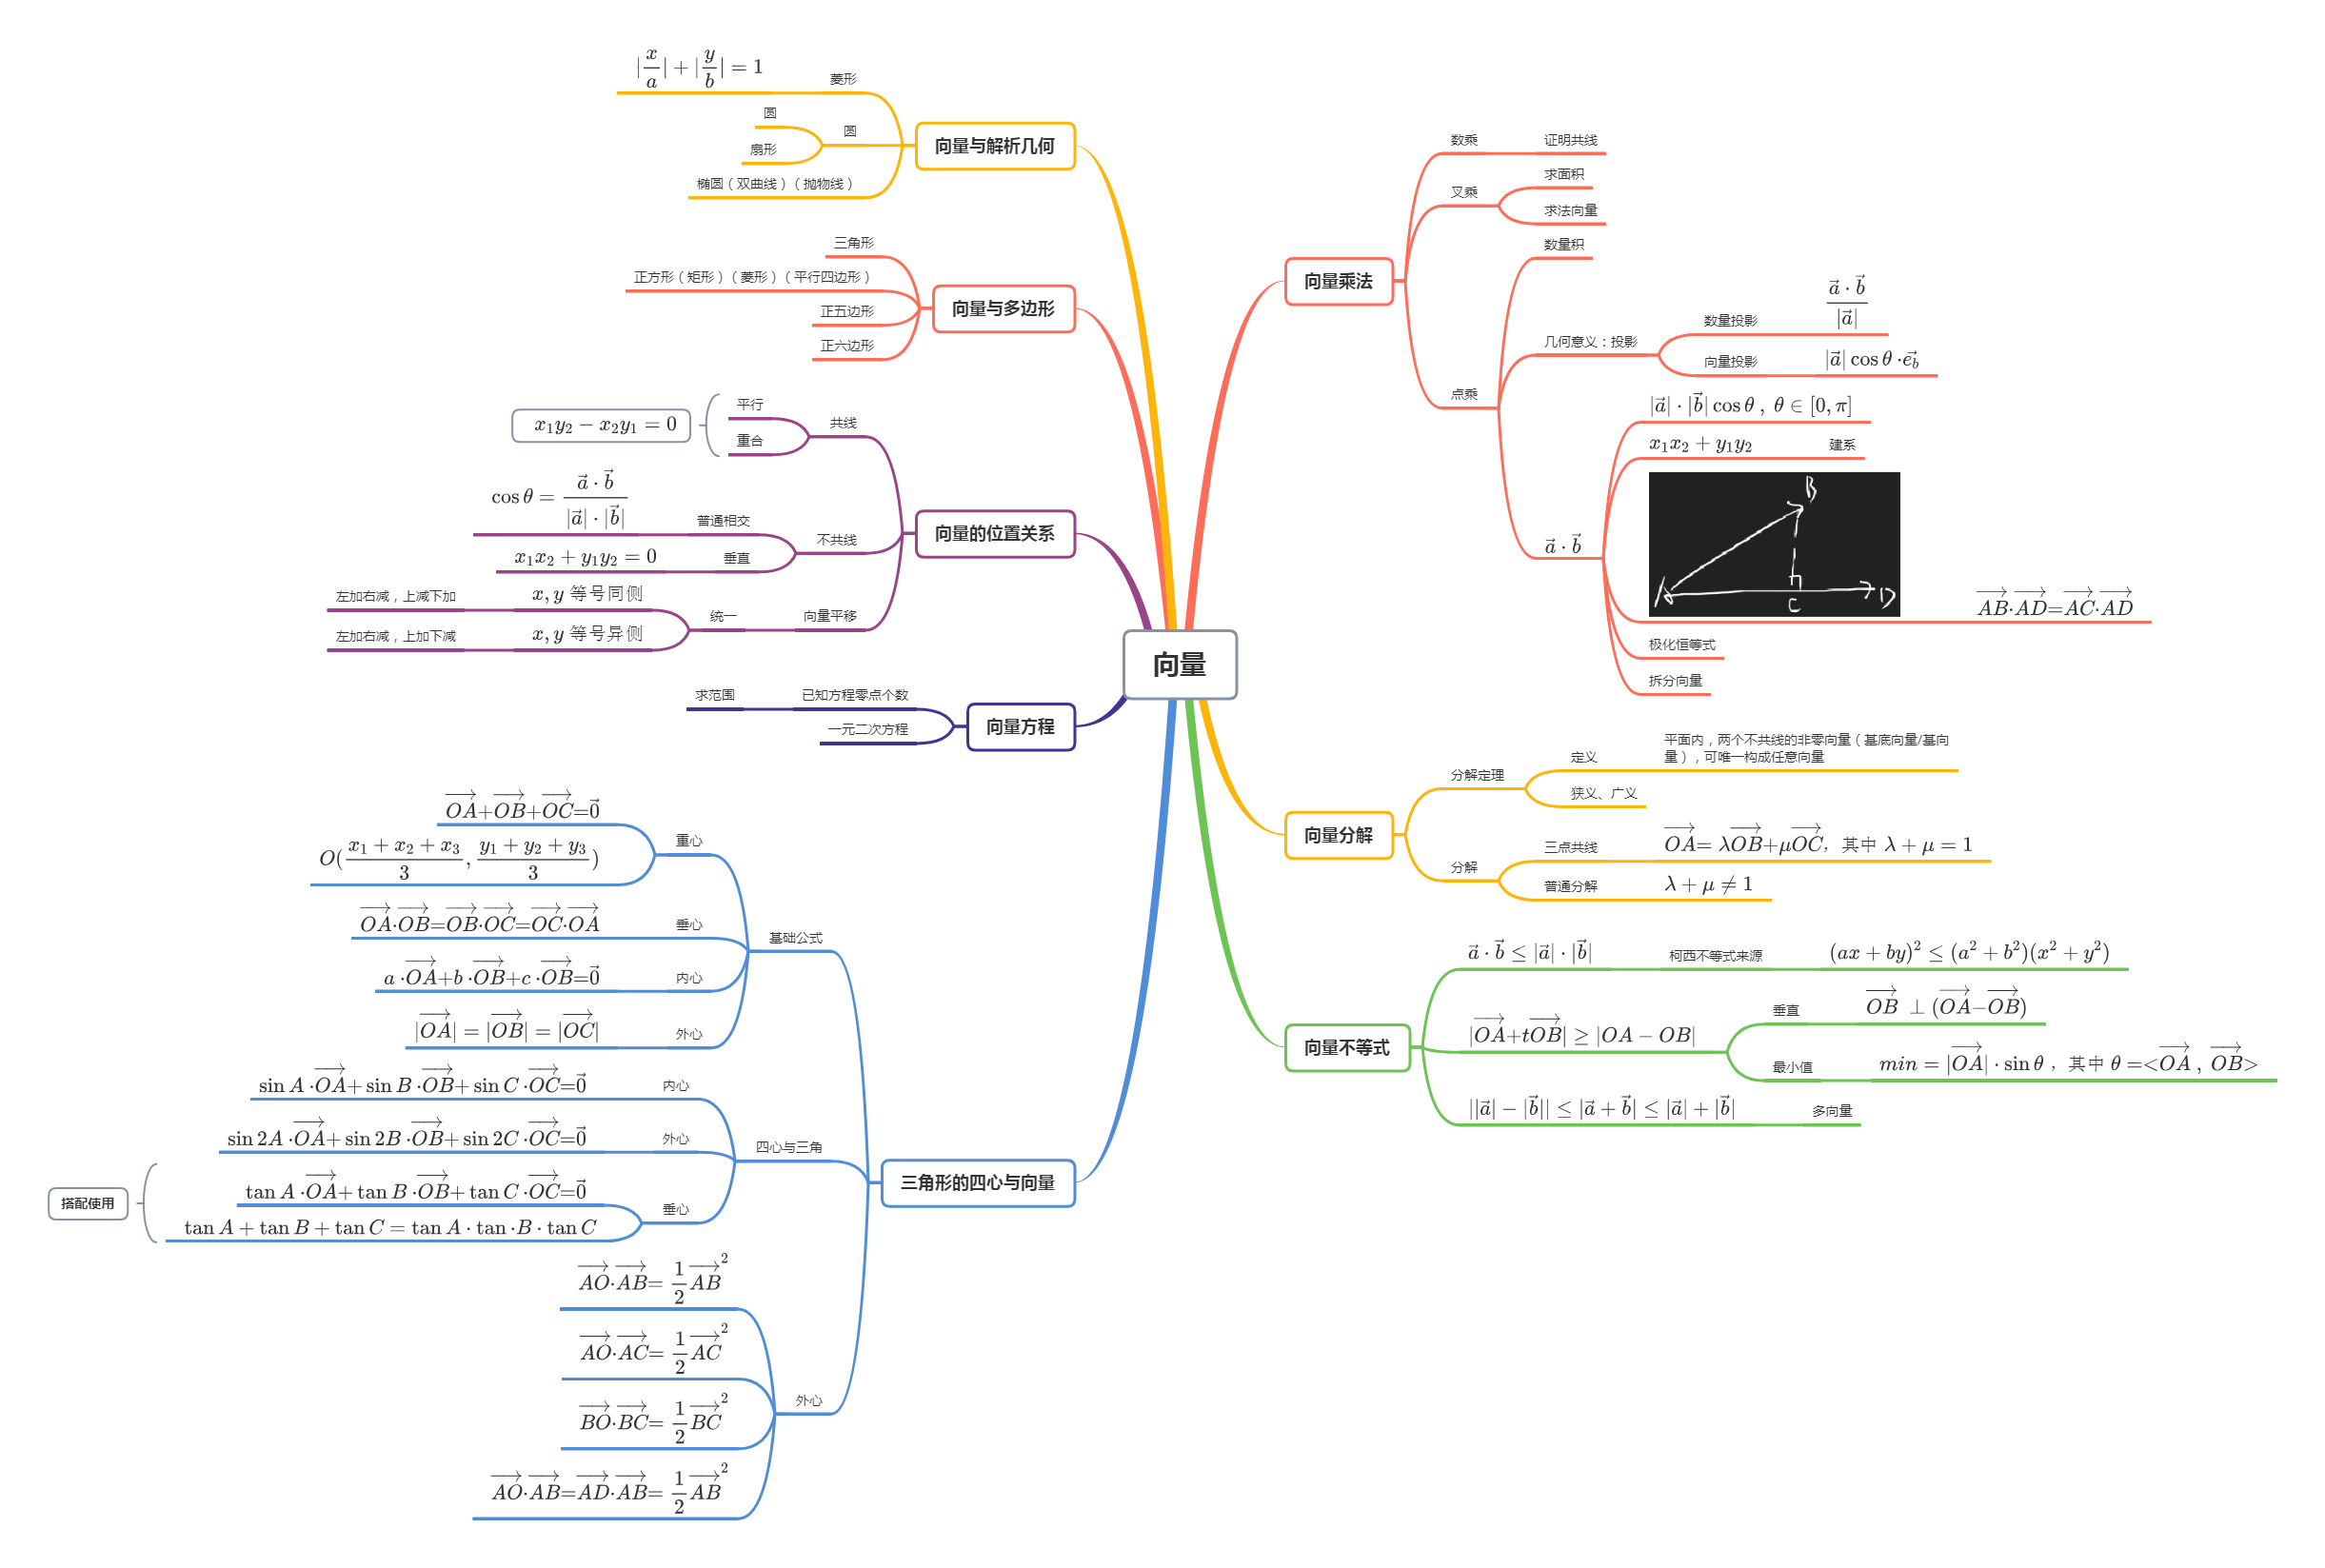 向量
向量乘法
数乘
证明共线
叉乘
求面积
求法向量
点乘
数量积
几何意义：投影
数量投影
$\frac{\vec{a}\cdot\vec{b}}{|\vec{a}|}$
向量投影
$|\vec{a}|\cos\theta\cdot\vec{e_b}$
$\vec{a}\cdot\vec{b}$
$|\vec{a}|\cdot|\vec{b}|\cos\theta\ ,\ \theta\in[0,\pi]$
$x_1x_2+y_1y_2$
建系
B
A
C
D
$\overrightarrow{AB}\cdot\overrightarrow{AD}=\overrightarrow{AC}\cdot\overrightarrow{AD}$
极化恒等式
拆分向量
向量分解
分解定理
定义
平面内，两个不共线的非零向量（基底向量/基向
量），可唯一构成任意向量
狭义、广义
分解
三点共线
$\overrightarrow{OA}=\lambda\overrightarrow{OB}+\mu\overrightarrow{OC}$，其中 $\lambda+\mu=1$
普通分解
$\lambda+\mu\neq1$
向量不等式
$\vec{a}\cdot\vec{b}\leq|\vec{a}|\cdot|\vec{b}|$
柯西不等式来源
$(ax+by)^2\leq(a^2+b^2)(x^2+y^2)$
$|\overrightarrow{OA}+t\overrightarrow{OB}|\geq|OA-OB|$
垂直
$\overrightarrow{OB}\perp(\overrightarrow{OA}-\overrightarrow{OB})$
最小值
$min=|\overrightarrow{OA}|\cdot\sin\theta$，其中 $\theta=<\overrightarrow{OA},\overrightarrow{OB}>$
$||\vec{a}|-|\vec{b}||\leq|\vec{a}+\vec{b}|\leq|\vec{a}|+|\vec{b}|$
多向量
向量与解析几何
菱形
$|\frac{x}{a}|+|\frac{y}{b}|=1$
圆
圆
扇形
椭圆（双曲线）（抛物线）
向量与多边形
三角形
正方形（矩形）（菱形）（平行四边形）
正五边形
正六边形
向量的位置关系
共线
平行
重合
$x_1y_2-x_2y_1=0$
不共线
普通相交
$\cos\theta=\frac{\vec{a}\cdot\vec{b}}{|\vec{a}|\cdot|\vec{b}|}$
垂直
$x_1x_2+y_1y_2=0$
向量平移
统一
$x,y$ 等号同侧
左加右减，上减下加
$x,y$ 等号异侧
左加右减，上加下减
向量方程
已知方程零点个数
求范围
一元二次方程
三角形的四心与向量
基础公式
重心
$\overrightarrow{OA}+\overrightarrow{OB}+\overrightarrow{OC}=\vec{0}$
$O(\frac{x_1+x_2+x_3}{3},\frac{y_1+y_2+y_3}{3})$
垂心
$\overrightarrow{OA}\cdot\overrightarrow{OB}=\overrightarrow{OB}\cdot\overrightarrow{OC}=\overrightarrow{OC}\cdot\overrightarrow{OA}$
内心
$a\cdot\overrightarrow{OA}+b\cdot\overrightarrow{OB}+c\cdot\overrightarrow{OB}=\vec{0}$
外心
$|\overrightarrow{OA}|=|\overrightarrow{OB}|=|\overrightarrow{OC}|$
四心与三角
内心
$\sin A\cdot\overrightarrow{OA}+\sin B\cdot\overrightarrow{OB}+\sin C\cdot\overrightarrow{OC}=\vec{0}$
外心
$\sin2A\cdot\overrightarrow{OA}+\sin2B\cdot\overrightarrow{OB}+\sin2C\cdot\overrightarrow{OC}=\vec{0}$
垂心
$\tan A\cdot\overrightarrow{OA}+\tan B\cdot\overrightarrow{OB}+\tan C\cdot\overrightarrow{OC}=\vec{0}$
$\tan A+\tan B+\tan C=\tan A\cdot\tan\cdot B\cdot\tan C$
搭配使用
外心
$\overrightarrow{AO}\cdot\overrightarrow{AB}=\frac{1}{2}\overrightarrow{AB}^2$
$\overrightarrow{AO}\cdot\overrightarrow{AC}=\frac{1}{2}\overrightarrow{AC}^2$
$\overrightarrow{BO}\cdot\overrightarrow{BC}=\frac{1}{2}\overrightarrow{BC}^2$
$\overrightarrow{AO}\cdot\overrightarrow{AB}=\overrightarrow{AD}\cdot\overrightarrow{AB}=\frac{1}{2}\overrightarrow{AB}^2$